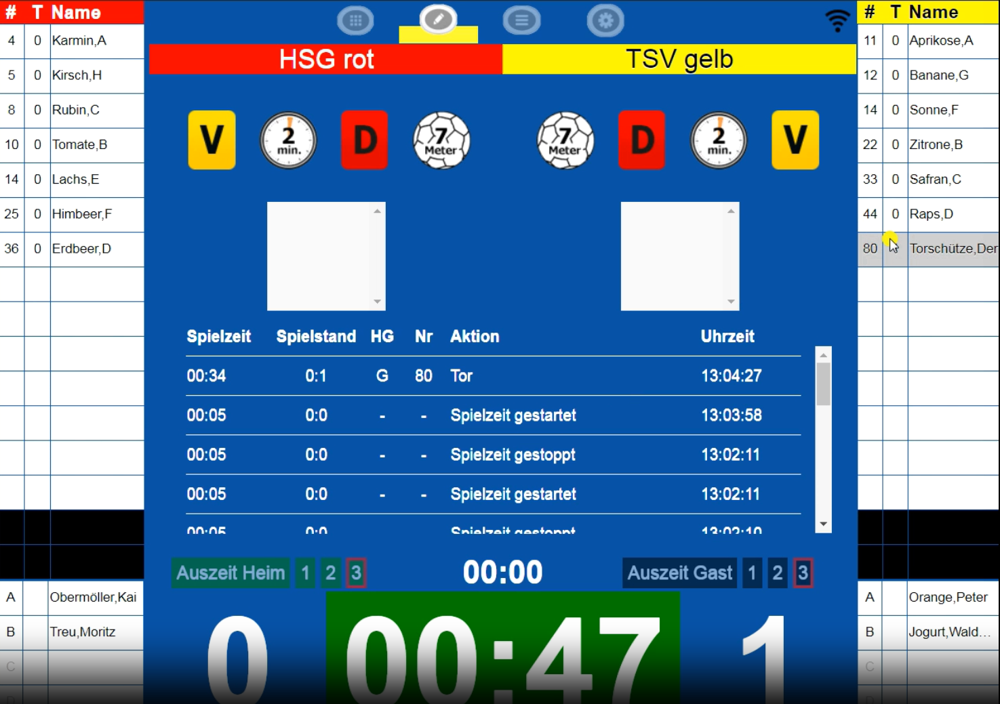 # T Name
4 0 Karmin,A
5 0 Kirsch,H
8 0 Rubin,C
10 0 Tomate,B
14 0 Lachs,E
25 0 Himbeer,F
36 0 Erdbeer,D
A Obermöller,Kai
B Treu,Moritz
C
D
HSG rot TSV gelb
V 2 min. D 7 Meter 7 Meter D 2 min. V
Spielzeit Spielstand HG Nr Aktion Uhrzeit
00:34 0:1 G 80 Tor 13:04:27
00:05 0:0 - - Spielzeit gestartet 13:03:58
00:05 0:0 - - Spielzeit gestoppt 13:02:11
00:05 0:0 - - Spielzeit gestartet 13:02:11
00:05 0:0 Spielzeit gestoppt 13:02:10
Auszeit Heim 1 2 3 00:00 Auszeit Gast 1 2 3
0 00:47 1
# T Name
11 0 Aprikose,A
12 0 Banane,G
14 0 Sonne,F
22 0 Zitrone,B
33 0 Safran,C
44 0 Raps,D
80 Torschütze,Der
A Orange,Peter
B Jogurt,Wald...
C
D